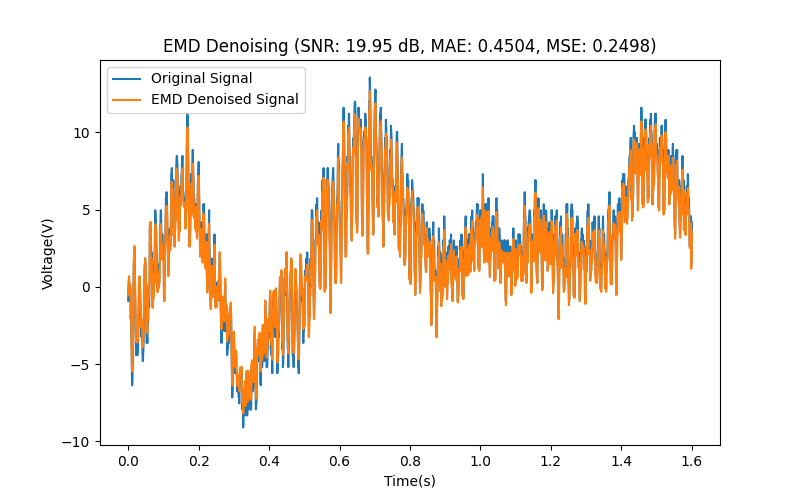 EMD Denoising (SNR: 19.95 dB, MAE: 0.4504, MSE: 0.2498)
Original Signal
EMD Denoised Signal
10
5
0
−5
−10
Voltage(V)
0.0 0.2 0.4 0.6 0.8 1.0 1.2 1.4 1.6
Time(s)